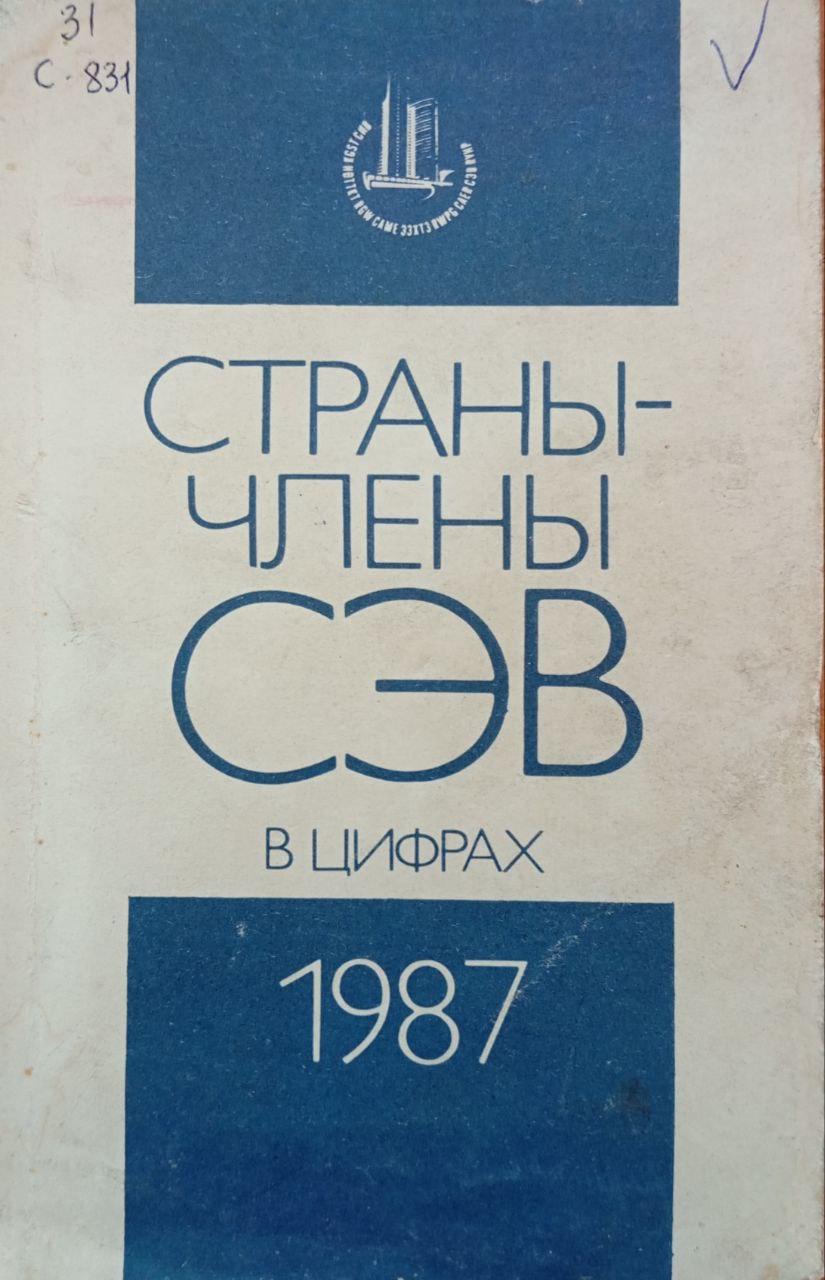 31
С-831
СТРАНЫ-
ЧЛЕНЫ
СЭВ
В ЦИФРАХ
1987